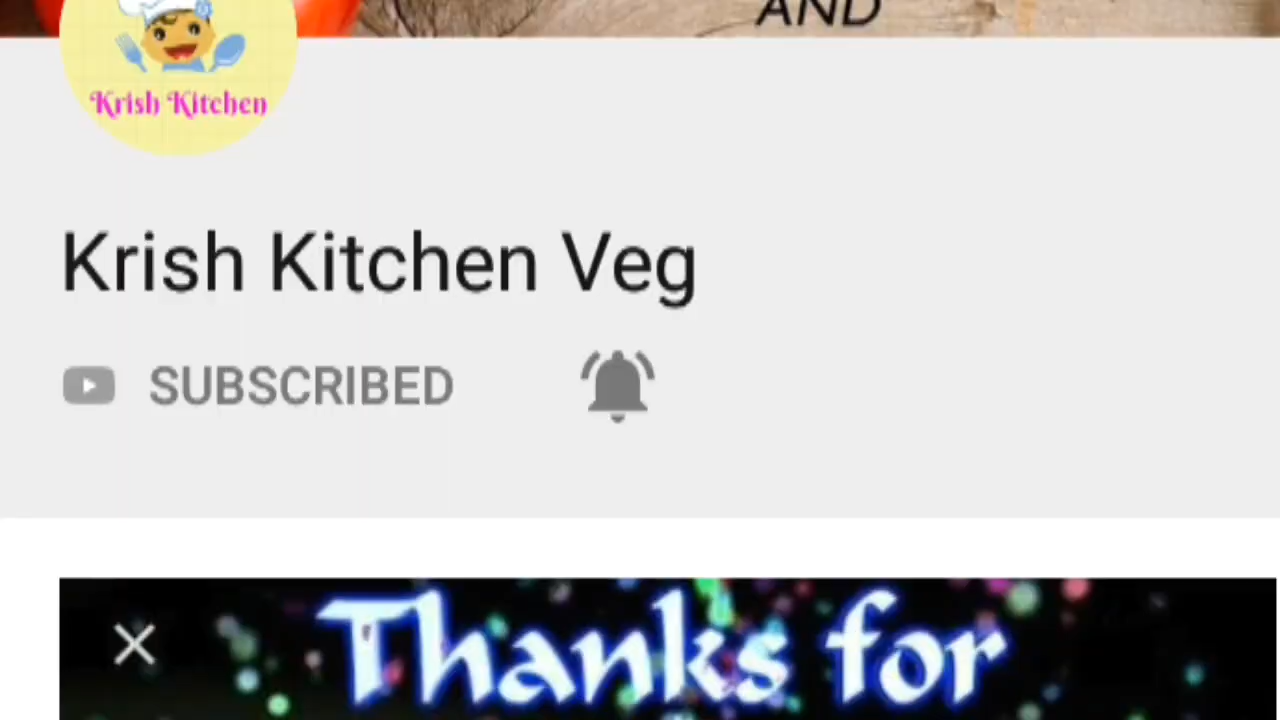 AND
Krish Kitchen
Krish Kitchen Veg
SUBSCRIBED
Thanks for